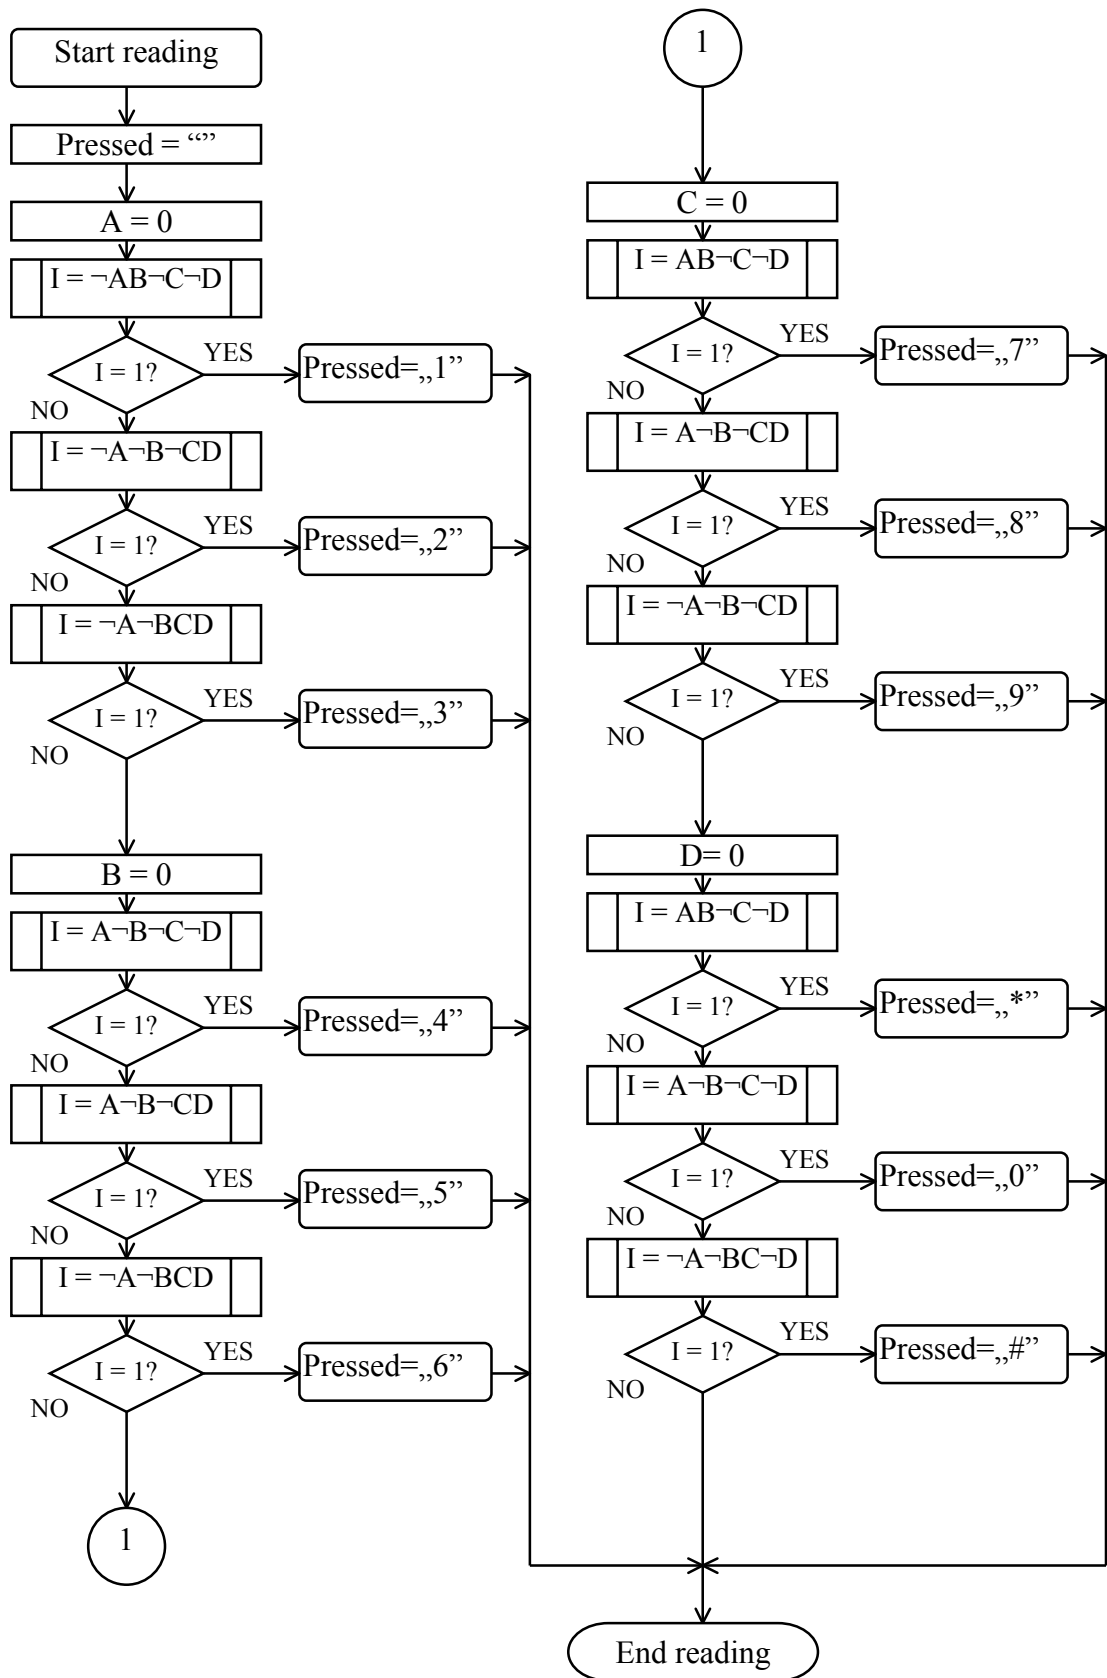 Start reading
Pressed = “”
A = 0
I = ¬AB¬C¬D
I = 1?
YES
Pressed=„1”
NO
I = ¬A¬B¬CD
I = 1?
YES
Pressed=„2”
NO
I = ¬A¬BCD
I = 1?
YES
Pressed=„3”
NO
B = 0
I = A¬B¬C¬D
I = 1?
YES
Pressed=„4”
NO
I = A¬B¬CD
I = 1?
YES
Pressed=„5”
NO
I = ¬A¬BCD
I = 1?
YES
Pressed=„6”
NO
1
1
C = 0
I = AB¬C¬D
I = 1?
YES
Pressed=„7”
NO
I = A¬B¬CD
I = 1?
YES
Pressed=„8”
NO
I = ¬A¬B¬CD
I = 1?
YES
Pressed=„9”
NO
D= 0
I = AB¬C¬D
I = 1?
YES
Pressed=„*”
NO
I = A¬B¬C¬D
I = 1?
YES
Pressed=„0”
NO
I = ¬A¬BC¬D
I = 1?
YES
Pressed=„#”
NO
End reading